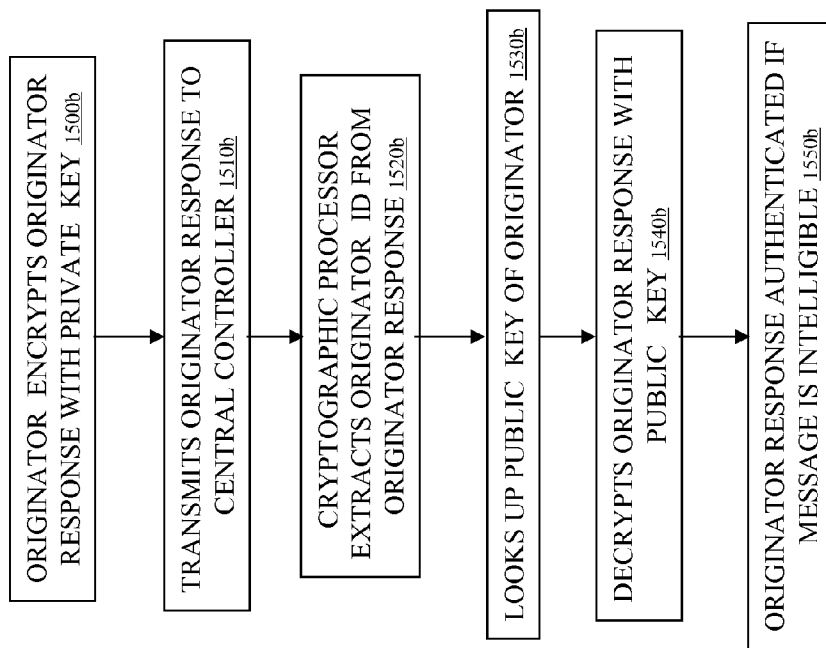 ORIGINATOR ENCRYPTS ORIGINATOR
RESPONSE WITH PRIVATE KEY 1500b
TRANSMITS ORIGINATOR RESPONSE TO
CENTRAL CONTROLLER 1510b
CRYPTOGRAPHIC PROCESSOR
EXTRACTS ORIGINATOR ID FROM
ORIGINATOR RESPONSE 1520b
LOOKS UP PUBLIC KEY OF ORIGINATOR 1530b
DECRYPTS ORIGINATOR RESPONSE WITH
PUBLIC KEY 1540b
ORIGINATOR RESPONSE AUTHENTICATED IF
MESSAGE IS INTELLIGIBLE 1550b